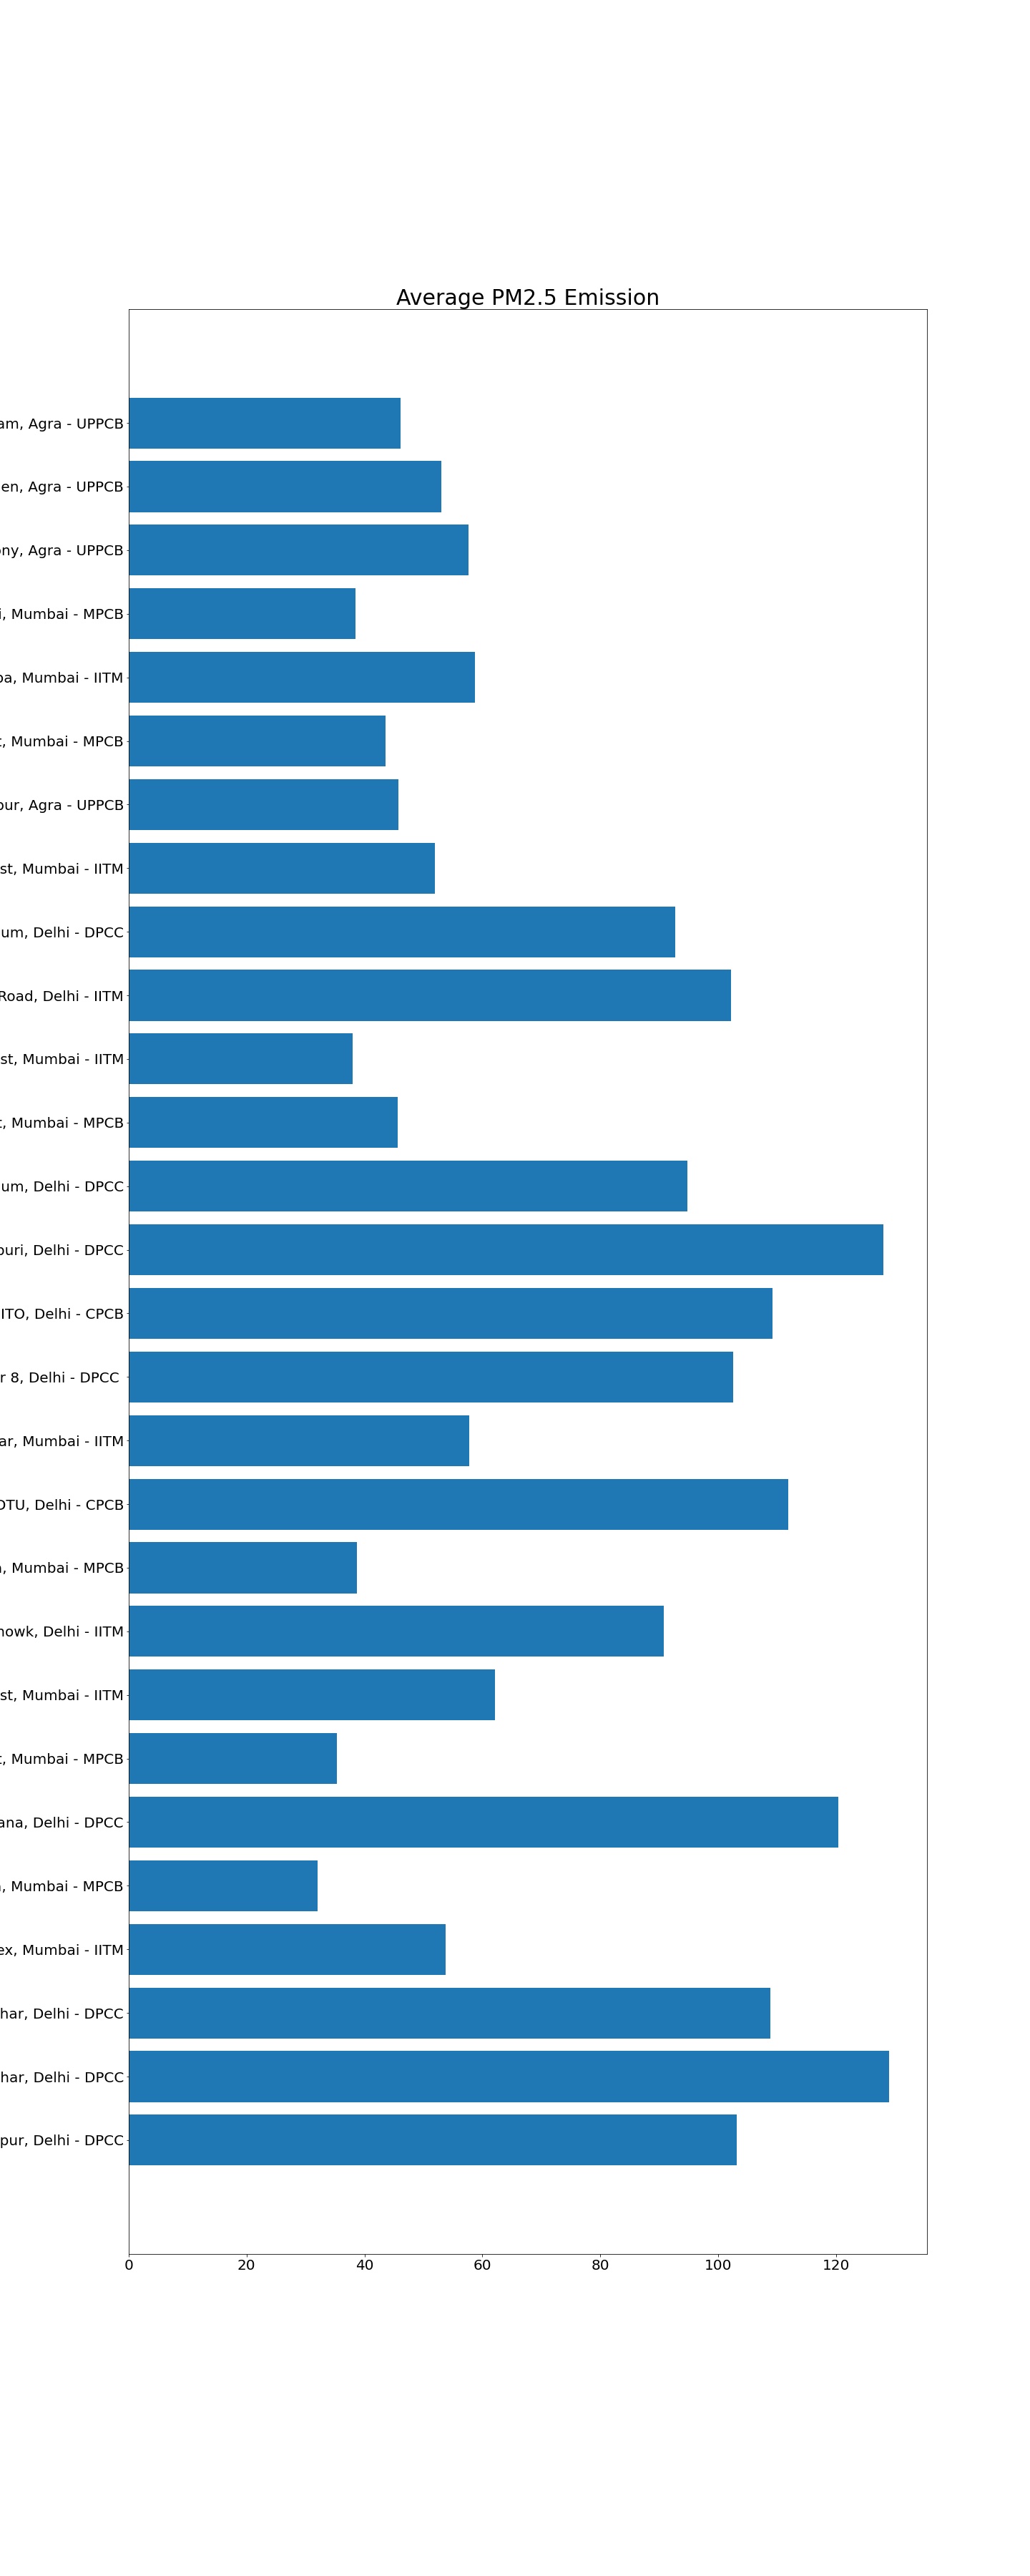 Average PM2.5 Emission
am, Agra - UPPCB
en, Agra - UPPCB
ny, Agra - UPPCB
i, Mumbai - MPCB
ba, Mumbai - IITM
t, Mumbai - MPCB
pur, Agra - UPPCB
st, Mumbai - IITM
um, Delhi - DPCC
Road, Delhi - IITM
st, Mumbai - IITM
t, Mumbai - MPCB
um, Delhi - DPCC
puri, Delhi - DPCC
ITO, Delhi - CPCB
r 8, Delhi - DPCC
ar, Mumbai - IITM
DTU, Delhi - CPCB
, Mumbai - MPCB
howk, Delhi - IITM
st, Mumbai - IITM
t, Mumbai - MPCB
ana, Delhi - DPCC
, Mumbai - MPCB
ex, Mumbai - IITM
har, Delhi - DPCC
har, Delhi - DPCC
pur, Delhi - DPCC
0 20 40 60 80 100 120